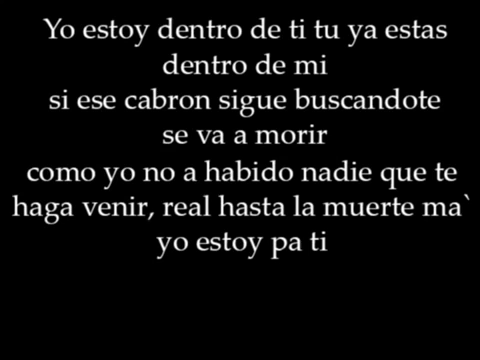 Yo estoy dentro de ti tu ya estas
dentro de mi
si ese cabron sigue buscandote
se va a morir
como yo no a habido nadie que te
haga venir, real hasta la muerte ma`
yo estoy pa ti